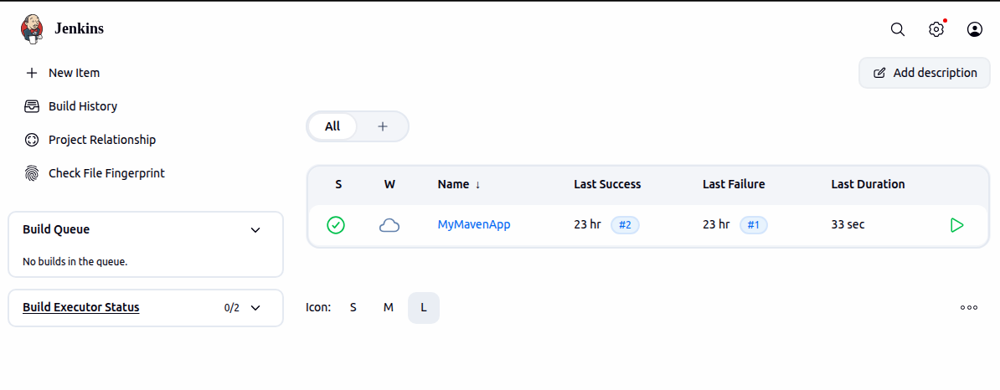 Jenkins
New Item
Build History
Project Relationship
Check File Fingerprint
Build Queue
No builds in the queue.
Build Executor Status 0/2
Add description
All +
S W Name ↓ Last Success Last Failure Last Duration
MyMavenApp 23 hr #2 23 hr #1 33 sec
Icon: S M L